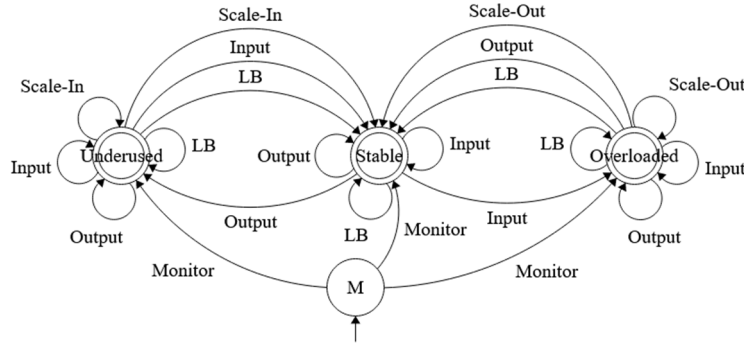 Scale-In
Scale-Out
Input
Output
LB
LB
Scale-In
Scale-Out
Underused
LB
Output
Stable
Input
LB
Overloaded
Input
Input
Output
Output
LB
Input
Output
Monitor
Monitor
Monitor
M